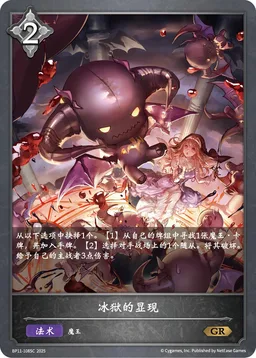 2
从以下选项中抉择1个。【1】从自己的牌组中寻找1张魔王·卡
牌，并加入手牌。【2】选择对手战场上的1个随从，将其破坏。
给予自己的主战者3点伤害。
冰狱的显现
法术 魔王 GR
BP11-108SC 2025 © Cygames, Inc. Published by NetEase Games